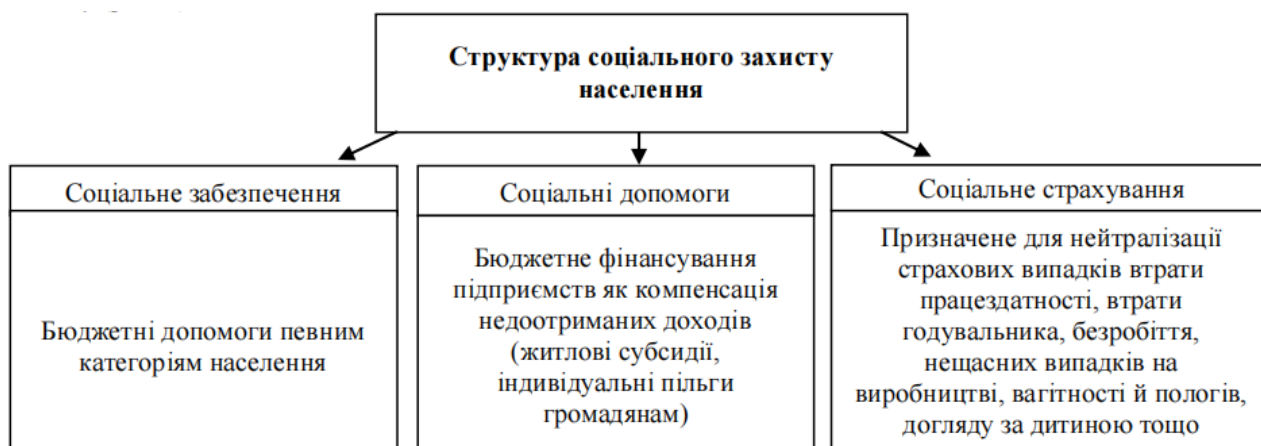 Структура соціального захисту
населення
Соціальне забезпечення
Бюджетні допомоги певним
категоріям населення
Соціальні допомоги
Бюджетне фінансування
підприємств як компенсація
недоотриманих доходів
(житлові субсидії,
індивідуальні пільги
громадянам)
Соціальне страхування
Призначене для нейтралізації
страхових випадків втрати
працездатності, втрати
годувальника, безробіття,
нещасних випадків на
виробництві, вагітності й пологів,
догляду за дитиною тощо